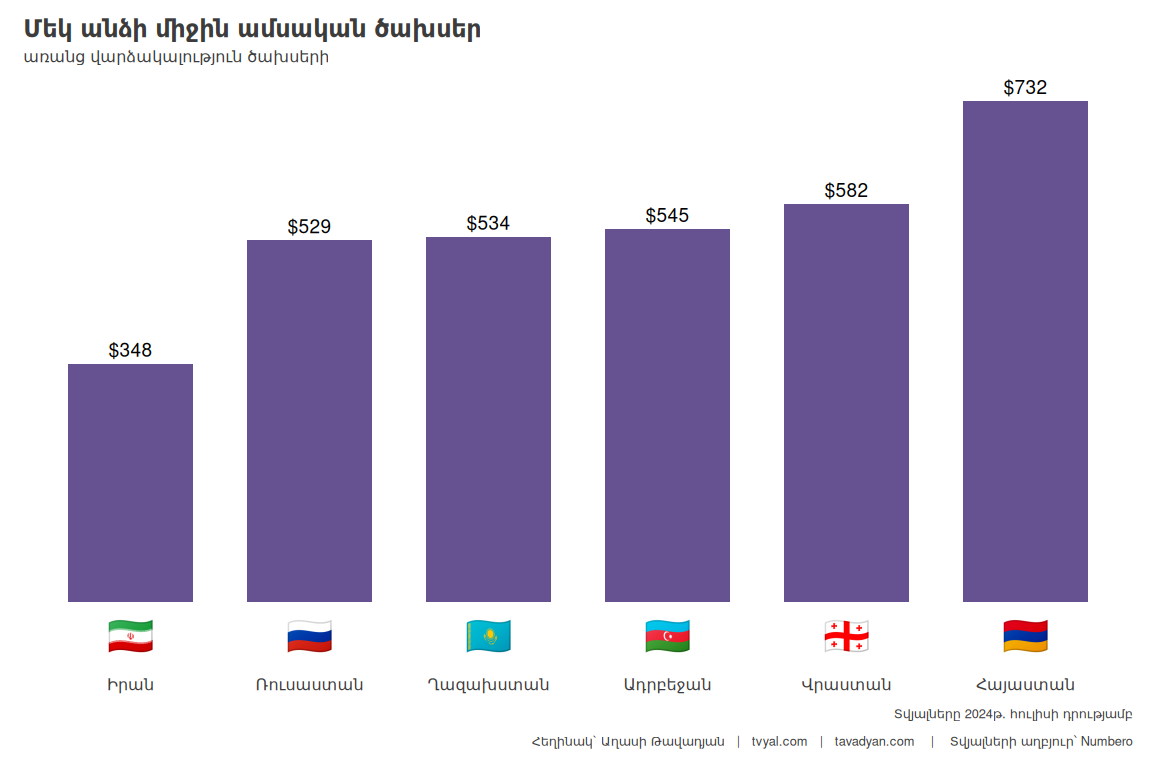 Մեկ անձի միջին ամսական ծախսեր
առանց վարձակալություն ծախսերի
$732
$582
$545
$534
$529
$348
Իրան Ռուսաստան Ղազախստան Ադրբեջան Վրաստան Հայաստան
Տվյալները 2024թ. հուլիսի դրությամբ
Հեղինակ՝ Աղասի Թավադյան | tvyal.com | tavadyan.com | Տվյալների աղբյուր՝ Numbero